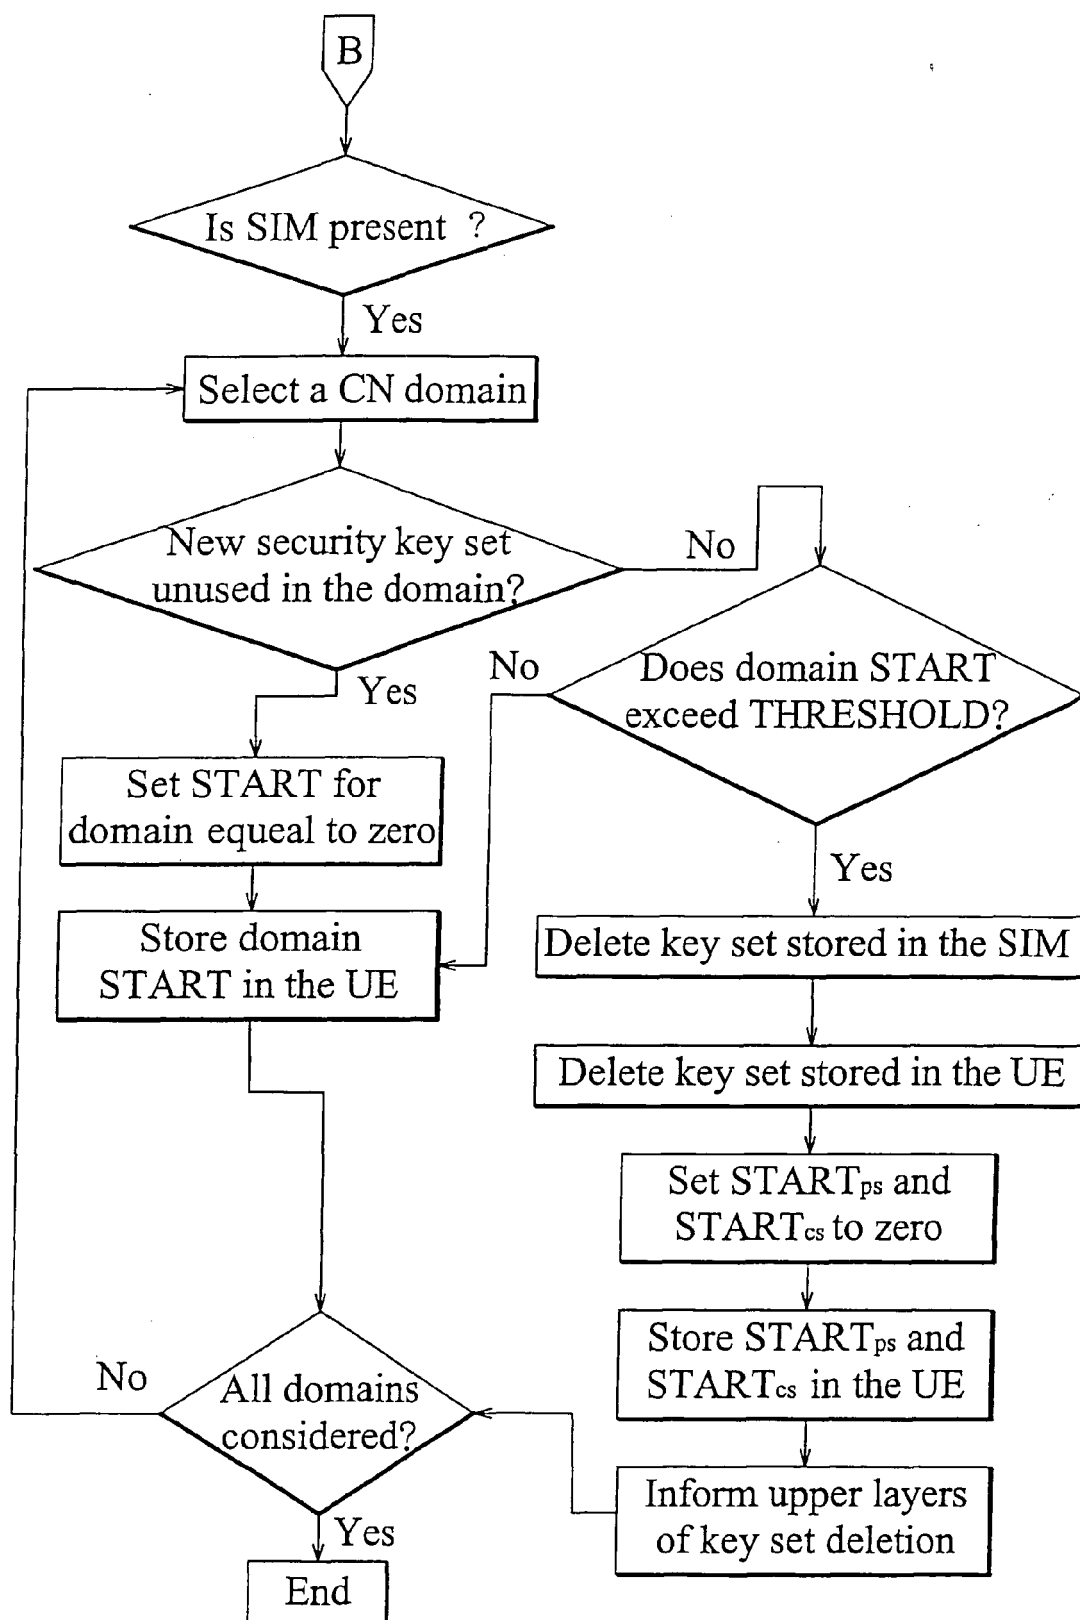 B
Is SIM present ?
Yes
Select a CN domain
New security key set
unused in the domain?
No
Yes
No
Does domain START
exceed THRESHOLD?
Yes
Set START for
domain equeal to zero
Store domain
START in the UE
Delete key set stored in the SIM
Delete key set stored in the UE
Set STARTps and
STARTcs to zero
Store STARTps and
STARTcs in the UE
Inform upper layers
of key set deletion
No
All domains
considered?
Yes
End